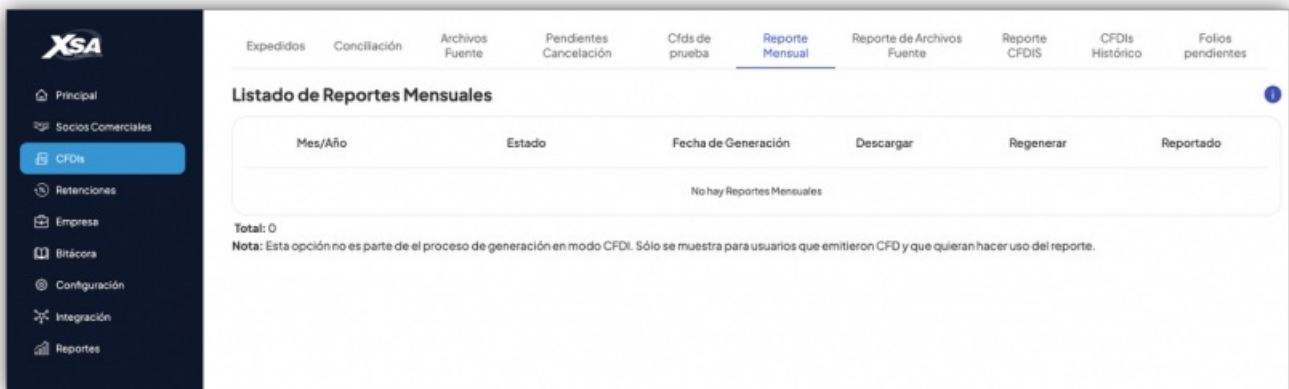 XSA
Principal
Socios Comerciales
CFDIs
Retenciones
Empresa
Bitácora
Configuración
Integración
Reportes
Expedidos
Conciliación
Archivos
Fuente
Pendientes
Cancelación
Cfds de
prueba
Reporte
Mensual
Reporte de Archivos
Fuente
Reporte
CFDIS
CFDIs
Histórico
Folios
pendientes
Listado de Reportes Mensuales
i
Mes/Año Estado Fecha de Generación Descargar Regenerar Reportado
No hay Reportes Mensuales
Total: 0
Nota: Esta opción no es parte de el proceso de generación en modo CFDI. Sólo se muestra para usuarios que emitieron CFD y que quieran hacer uso del reporte.